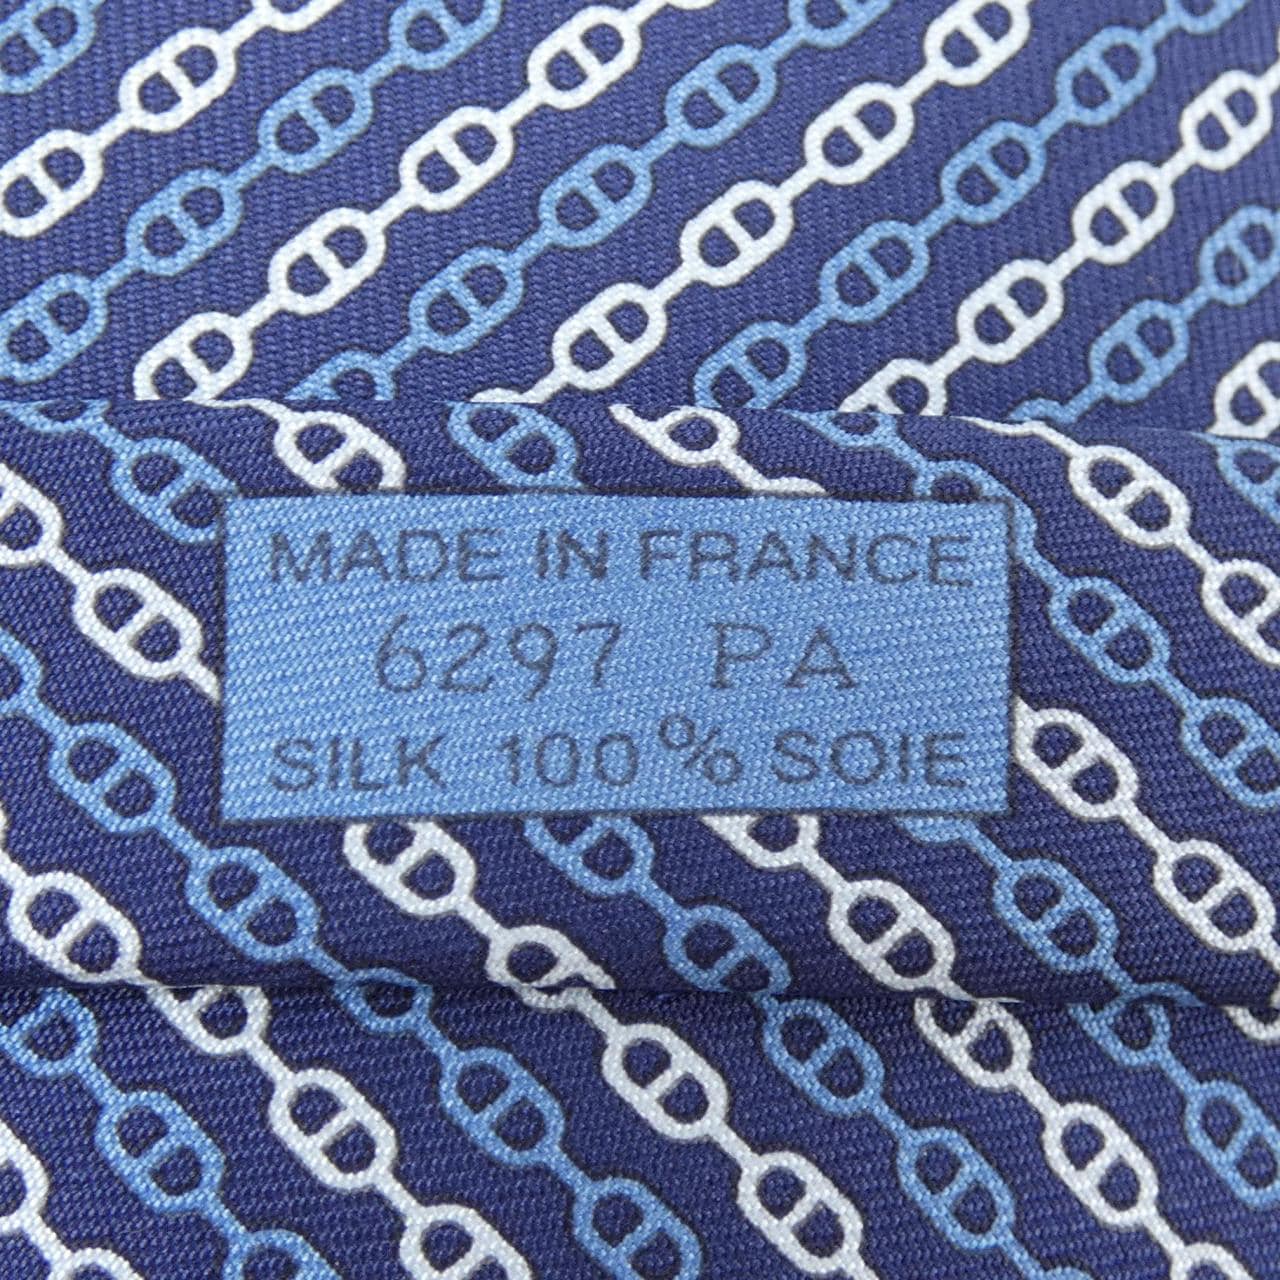 MADE IN FRANCE
6297 PA
SILK 100% SOIE